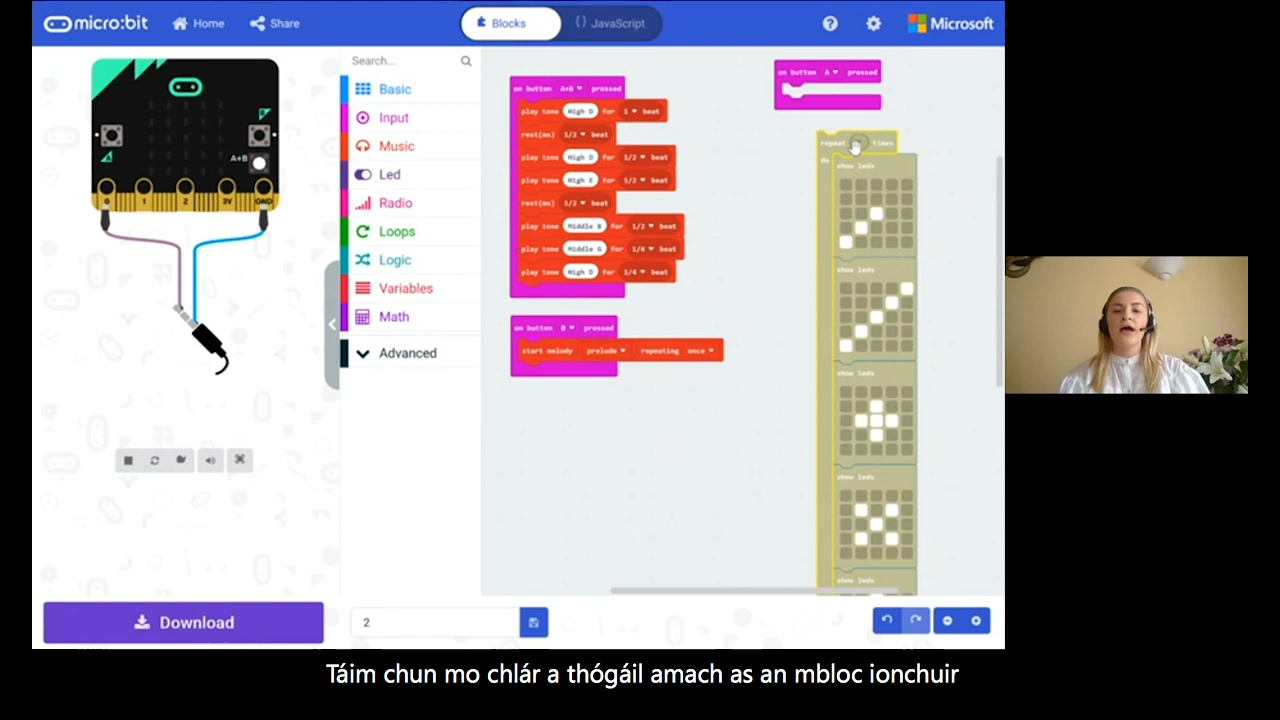 micro:bit Home Share Blocks {} JavaScript Microsoft
Search...
Basic
Input
Music
Led
Radio
Loops
Logic
Variables
Math
Advanced
A+B
0 1 2 3V GND
on button A+B pressed
play tone High D for 1 beat
rest(ms) 1/2 beat
play tone High D for 1/2 beat
play tone High E for 1/2 beat
rest(ms) 1/2 beat
play tone Middle B for 1/2 beat
play tone Middle G for 1/4 beat
play tone High D for 1/4 beat
on button B pressed
start melody prelude repeating once
on button A pressed
repeat times
do
show leds
show leds
show leds
show leds
show leds
Download
2
Táim chun mo chlár a thógáil amach as an mbloc ionchuir